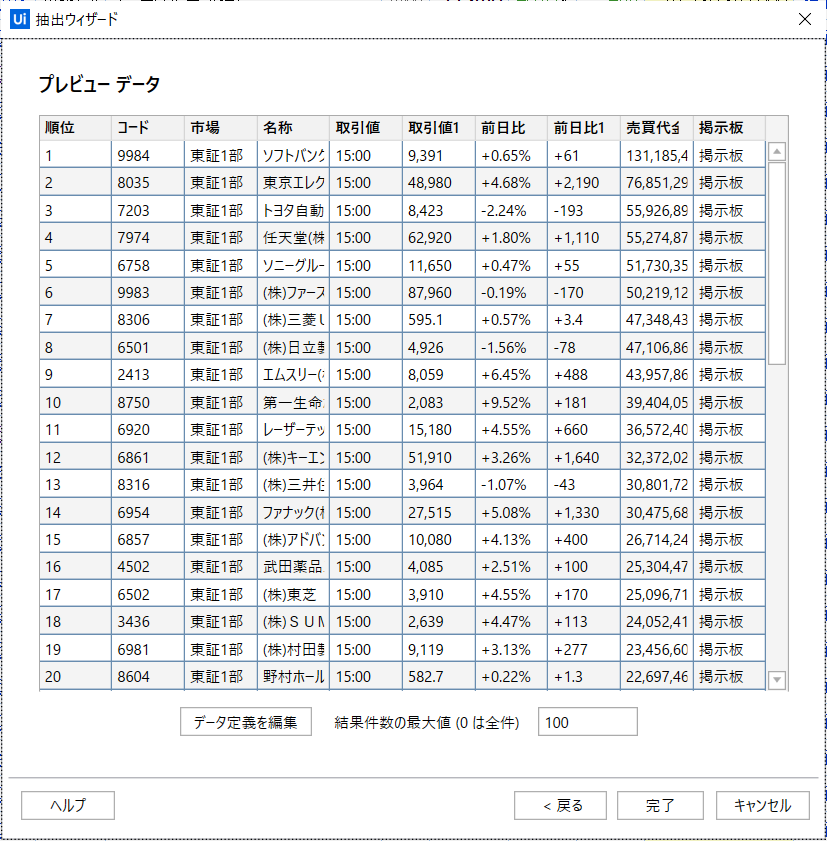 Ui 抽出ウィザード
プレビュー データ
順位 コード 市場 名称 取引値 取引値1 前日比 前日比1 売買代金 掲示板
1 9984 東証1部 ソフトバンク 15:00 9,391 +0.65% +61 131,185,4 掲示板
2 8035 東証1部 東京エレク 15:00 48,980 +4.68% +2,190 76,851,29 掲示板
3 7203 東証1部 トヨタ自動 15:00 8,423 -2.24% -193 55,926,89 掲示板
4 7974 東証1部 任天堂(株 15:00 62,920 +1.80% +1,110 55,274,87 掲示板
5 6758 東証1部 ソニーグルー 15:00 11,650 +0.47% +55 51,730,35 掲示板
6 9983 東証1部 (株)ファース 15:00 87,960 -0.19% -170 50,219,12 掲示板
7 8306 東証1部 (株)三菱U 15:00 595.1 +0.57% +3.4 47,348,43 掲示板
8 6501 東証1部 (株)日立製 15:00 4,926 -1.56% -78 47,106,86 掲示板
9 2413 東証1部 エムスリー( 15:00 8,059 +6.45% +488 43,957,86 掲示板
10 8750 東証1部 第一生命 15:00 2,083 +9.52% +181 39,404,05 掲示板
11 6920 東証1部 レーザーテッ 15:00 15,180 +4.55% +660 36,572,40 掲示板
12 6861 東証1部 (株)キーエン 15:00 51,910 +3.26% +1,640 32,372,02 掲示板
13 8316 東証1部 (株)三井住 15:00 3,964 -1.07% -43 30,801,72 掲示板
14 6954 東証1部 ファナック(株 15:00 27,515 +5.08% +1,330 30,475,68 掲示板
15 6857 東証1部 (株)アドバン 15:00 10,080 +4.13% +400 26,714,24 掲示板
16 4502 東証1部 武田薬品 15:00 4,085 +2.51% +100 25,304,47 掲示板
17 6502 東証1部 (株)東芝 15:00 3,910 +4.55% +170 25,096,71 掲示板
18 3436 東証1部 (株)ＳＵＭ 15:00 2,639 +4.47% +113 24,052,41 掲示板
19 6981 東証1部 (株)村田製 15:00 9,119 +3.13% +277 23,456,60 掲示板
20 8604 東証1部 野村ホール 15:00 582.7 +0.22% +1.3 22,697,46 掲示板
データ定義を編集 結果件数の最大値 (0 は全件) 100
ヘルプ < 戻る 完了 キャンセル